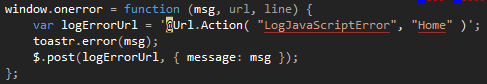 window.onerror = function (msg, url, line) {
    var logErrorUrl = '@Url.Action( "LogJavaScriptError", "Home" )';
    toastr.error(msg);
    $.post(logErrorUrl, { message: msg });
};